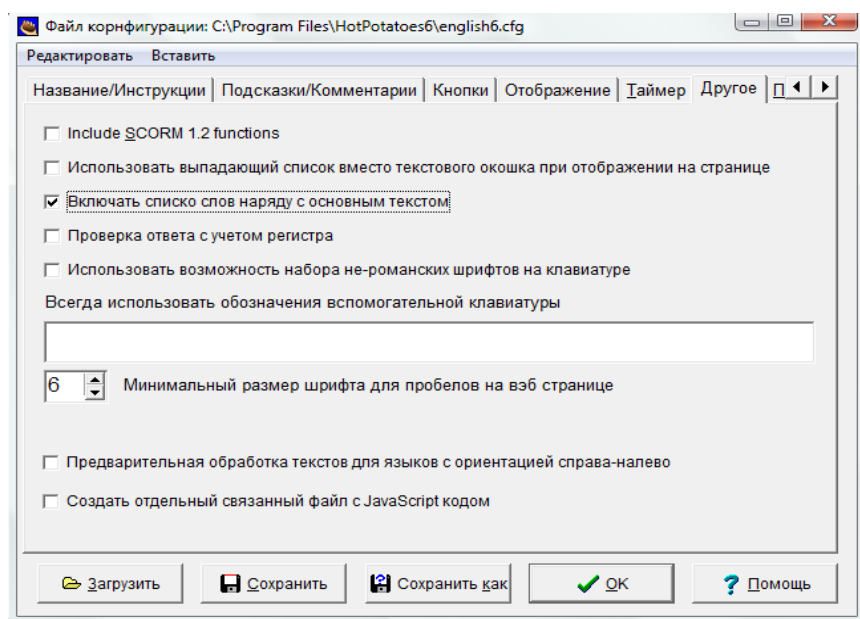 Файл корнфигурации: C:\Program Files\HotPotatoes6\english6.cfg
Редактировать Вставить
Название/Инструкции Подсказки/Комментарии Кнопки Отображение Таймер Другое П
Include SCORM 1.2 functions
Использовать выпадающий список вместо текстового окошка при отображении на странице
Включать списко слов наряду с основным текстом
Проверка ответа с учетом регистра
Использовать возможность набора не-романских шрифтов на клавиатуре
Всегда использовать обозначения вспомогательной клавиатуры
6 Минимальный размер шрифта для пробелов на вэб странице
Предварительная обработка текстов для языков с ориентацией справа-налево
Создать отдельный связанный файл с JavaScript кодом
Загрузить Сохранить Сохранить как OK Помощь